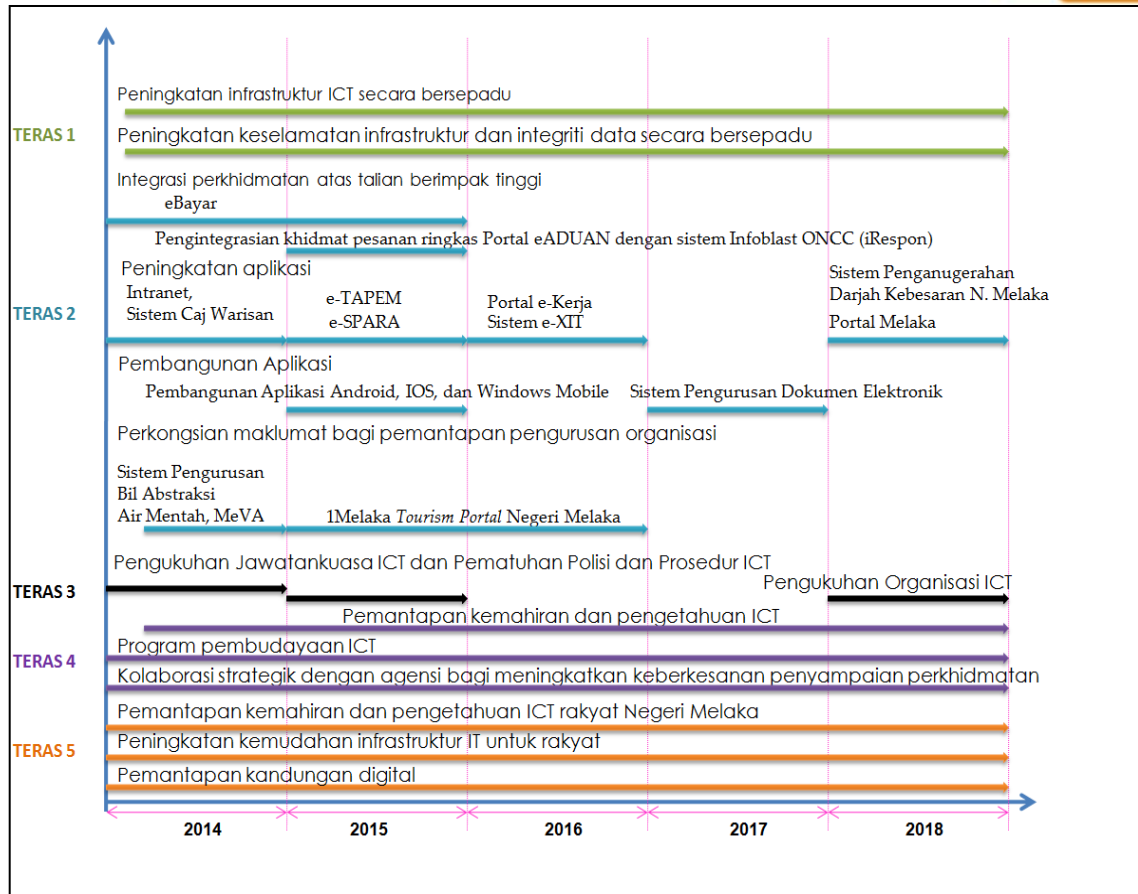 Peningkatan infrastruktur ICT secara bersepadu
TERAS 1
Peningkatan keselamatan infrastruktur dan integriti data secara bersepadu
Integrasi perkhidmatan atas talian berimpak tinggi
eBayar
Pengintegrasian khidmat pesanan ringkas Portal eADUAN dengan sistem Infoblast ONCC (iRespon)
Peningkatan aplikasi
TERAS 2
Intranet,
Sistem Caj Warisan
e-TAPEM
e-SPARA
Portal e-Kerja
Sistem e-XIT
Sistem Penganugerahan
Darjah Kebesaran N. Melaka
Portal Melaka
Pembangunan Aplikasi
Pembangunan Aplikasi Android, IOS, dan Windows Mobile
Sistem Pengurusan Dokumen Elektronik
Perkongsian maklumat bagi pemantapan pengurusan organisasi
Sistem Pengurusan
Bil Abstraksi
Air Mentah, MeVA
1Melaka Tourism Portal Negeri Melaka
Pengukuhan Jawatankuasa ICT dan Pematuhan Polisi dan Prosedur ICT
TERAS 3
Pengukuhan Organisasi ICT
Pemantapan kemahiran dan pengetahuan ICT
Program pembudayaan ICT
TERAS 4
Kolaborasi strategik dengan agensi bagi meningkatkan keberkesanan penyampaian perkhidmatan
Pemantapan kemahiran dan pengetahuan ICT rakyat Negeri Melaka
Peningkatan kemudahan infrastruktur IT untuk rakyat
TERAS 5
Pemantapan kandungan digital
2014
2015
2016
2017
2018